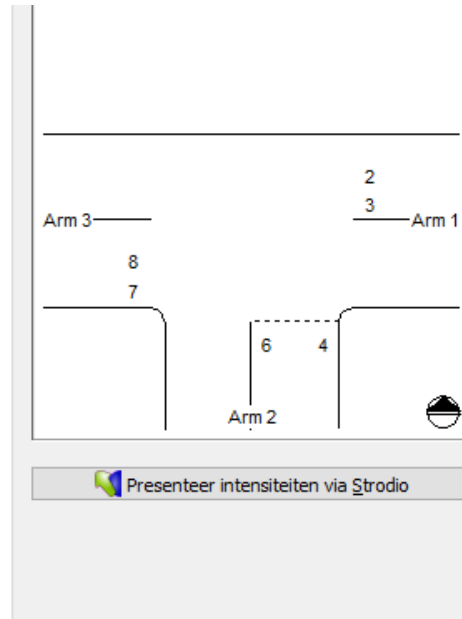 2
3
Arm 3
Arm 1
8
7
6 4
Arm 2
Presenteer intensiteiten via Strodio